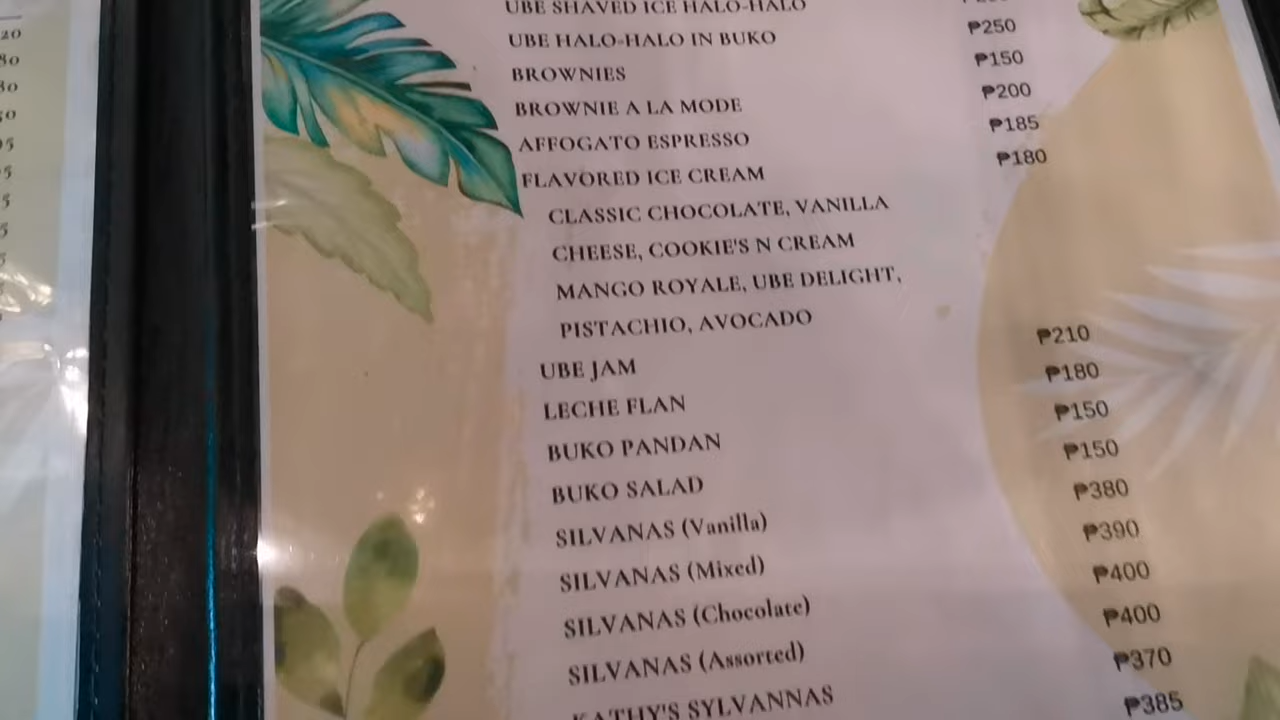 UBE SHAVED ICE HALO-HALO
UBE HALO-HALO IN BUKO ₱250
BROWNIES ₱150
BROWNIE A LA MODE ₱200
AFFOGATO ESPRESSO ₱185
FLAVORED ICE CREAM ₱180
CLASSIC CHOCOLATE, VANILLA
CHEESE, COOKIE'S N CREAM
MANGO ROYALE, UBE DELIGHT,
PISTACHIO, AVOCADO
UBE JAM ₱210
LECHE FLAN ₱180
BUKO PANDAN ₱150
BUKO SALAD ₱150
SILVANAS (Vanilla) ₱380
SILVANAS (Mixed) ₱390
SILVANAS (Chocolate) ₱400
SILVANAS (Assorted) ₱400
KATHY'S SYLVANNAS ₱370
₱385